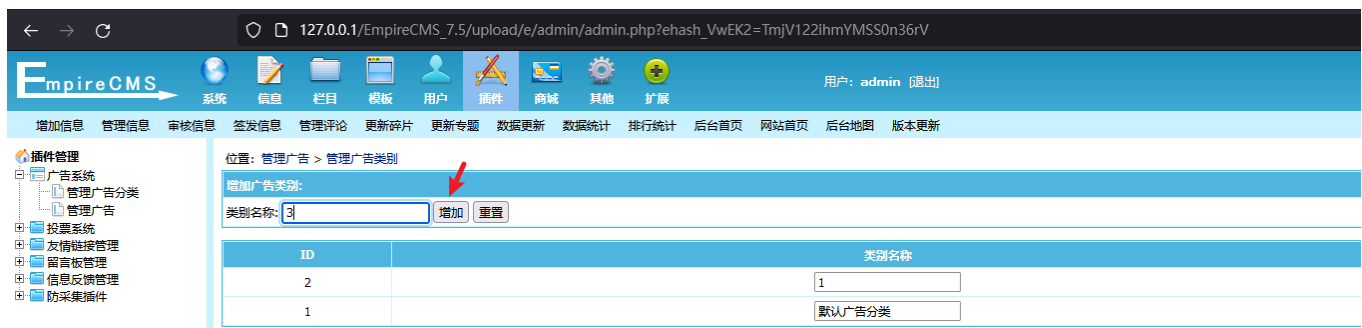 127.0.0.1/EmpireCMS_7.5/upload/e/admin/admin.php?ehash_VwEK2=TmjV122ihmYMSS0n36rV
EmpireCMS
系统 信息 栏目 模板 用户 插件 商城 其他 扩展
用户: admin [退出]
增加信息 管理信息 审核信息 签发信息 管理评论 更新碎片 更新专题 数据更新 数据统计 排行统计 后台首页 网站首页 后台地图 版本更新
插件管理
广告系统
管理广告分类
管理广告
投票系统
友情链接管理
留言板管理
信息反馈管理
防采集插件
位置: 管理广告 > 管理广告类别
增加广告类别:
类别名称: 3 增加 重置
ID 类别名称
2 1
1 默认广告分类